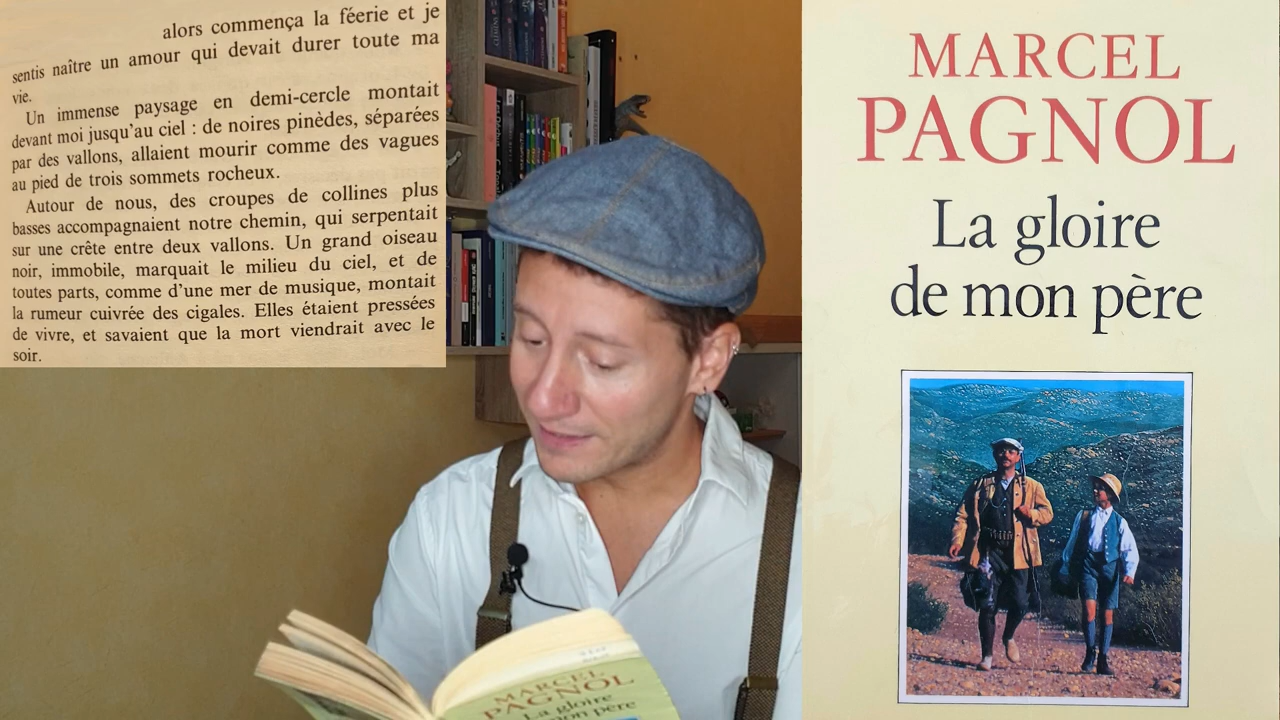 alors commença la féerie et je
sentis naître un amour qui devait durer toute ma
vie.
Un immense paysage en demi-cercle montait
devant moi jusqu'au ciel : de noires pinèdes, séparées
par des vallons, allaient mourir comme des vagues
au pied de trois sommets rocheux.
Autour de nous, des croupes de collines plus
basses accompagnaient notre chemin, qui serpentait
sur une crête entre deux vallons. Un grand oiseau
noir, immobile, marquait le milieu du ciel, et de
toutes parts, comme d'une mer de musique, montait
la rumeur cuivrée des cigales. Elles étaient pressées
de vivre, et savaient que la mort viendrait avec le
soir.
MARCEL
PAGNOL
La gloire
de mon père
MARCEL
PAGNOL
La gloire
mon père